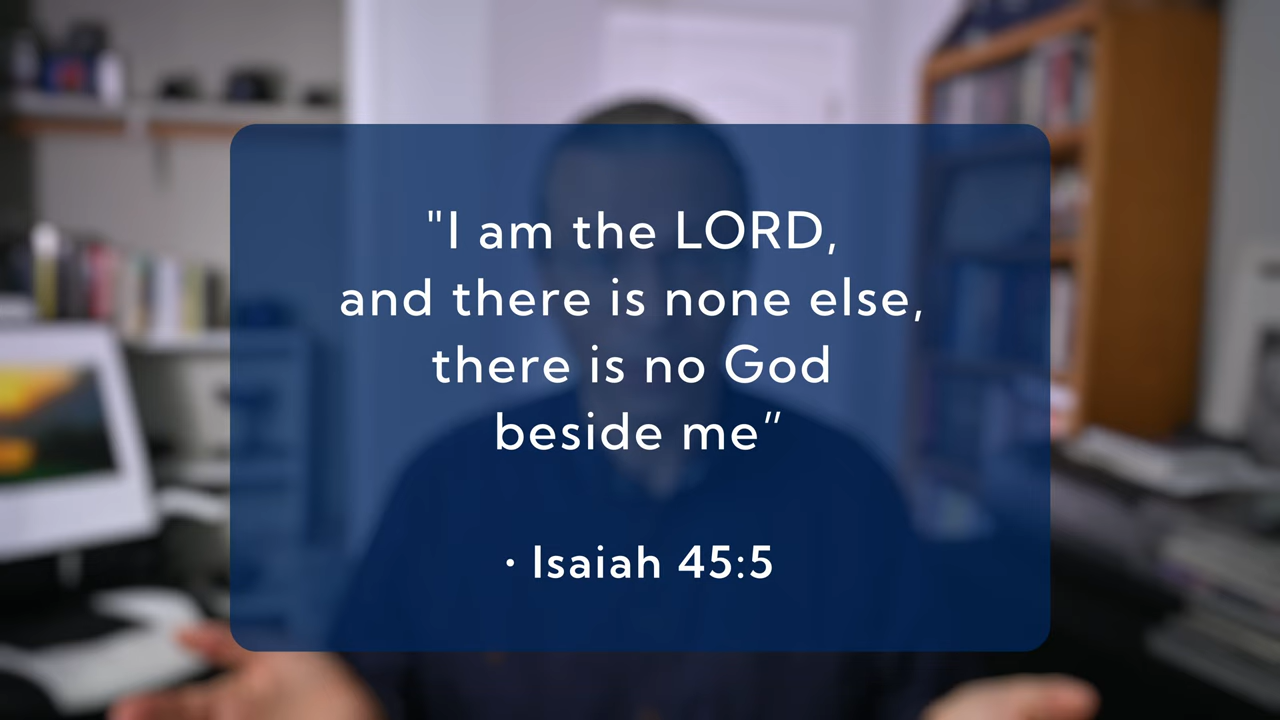 "I am the LORD,
and there is none else,
there is no God
beside me”
· Isaiah 45:5